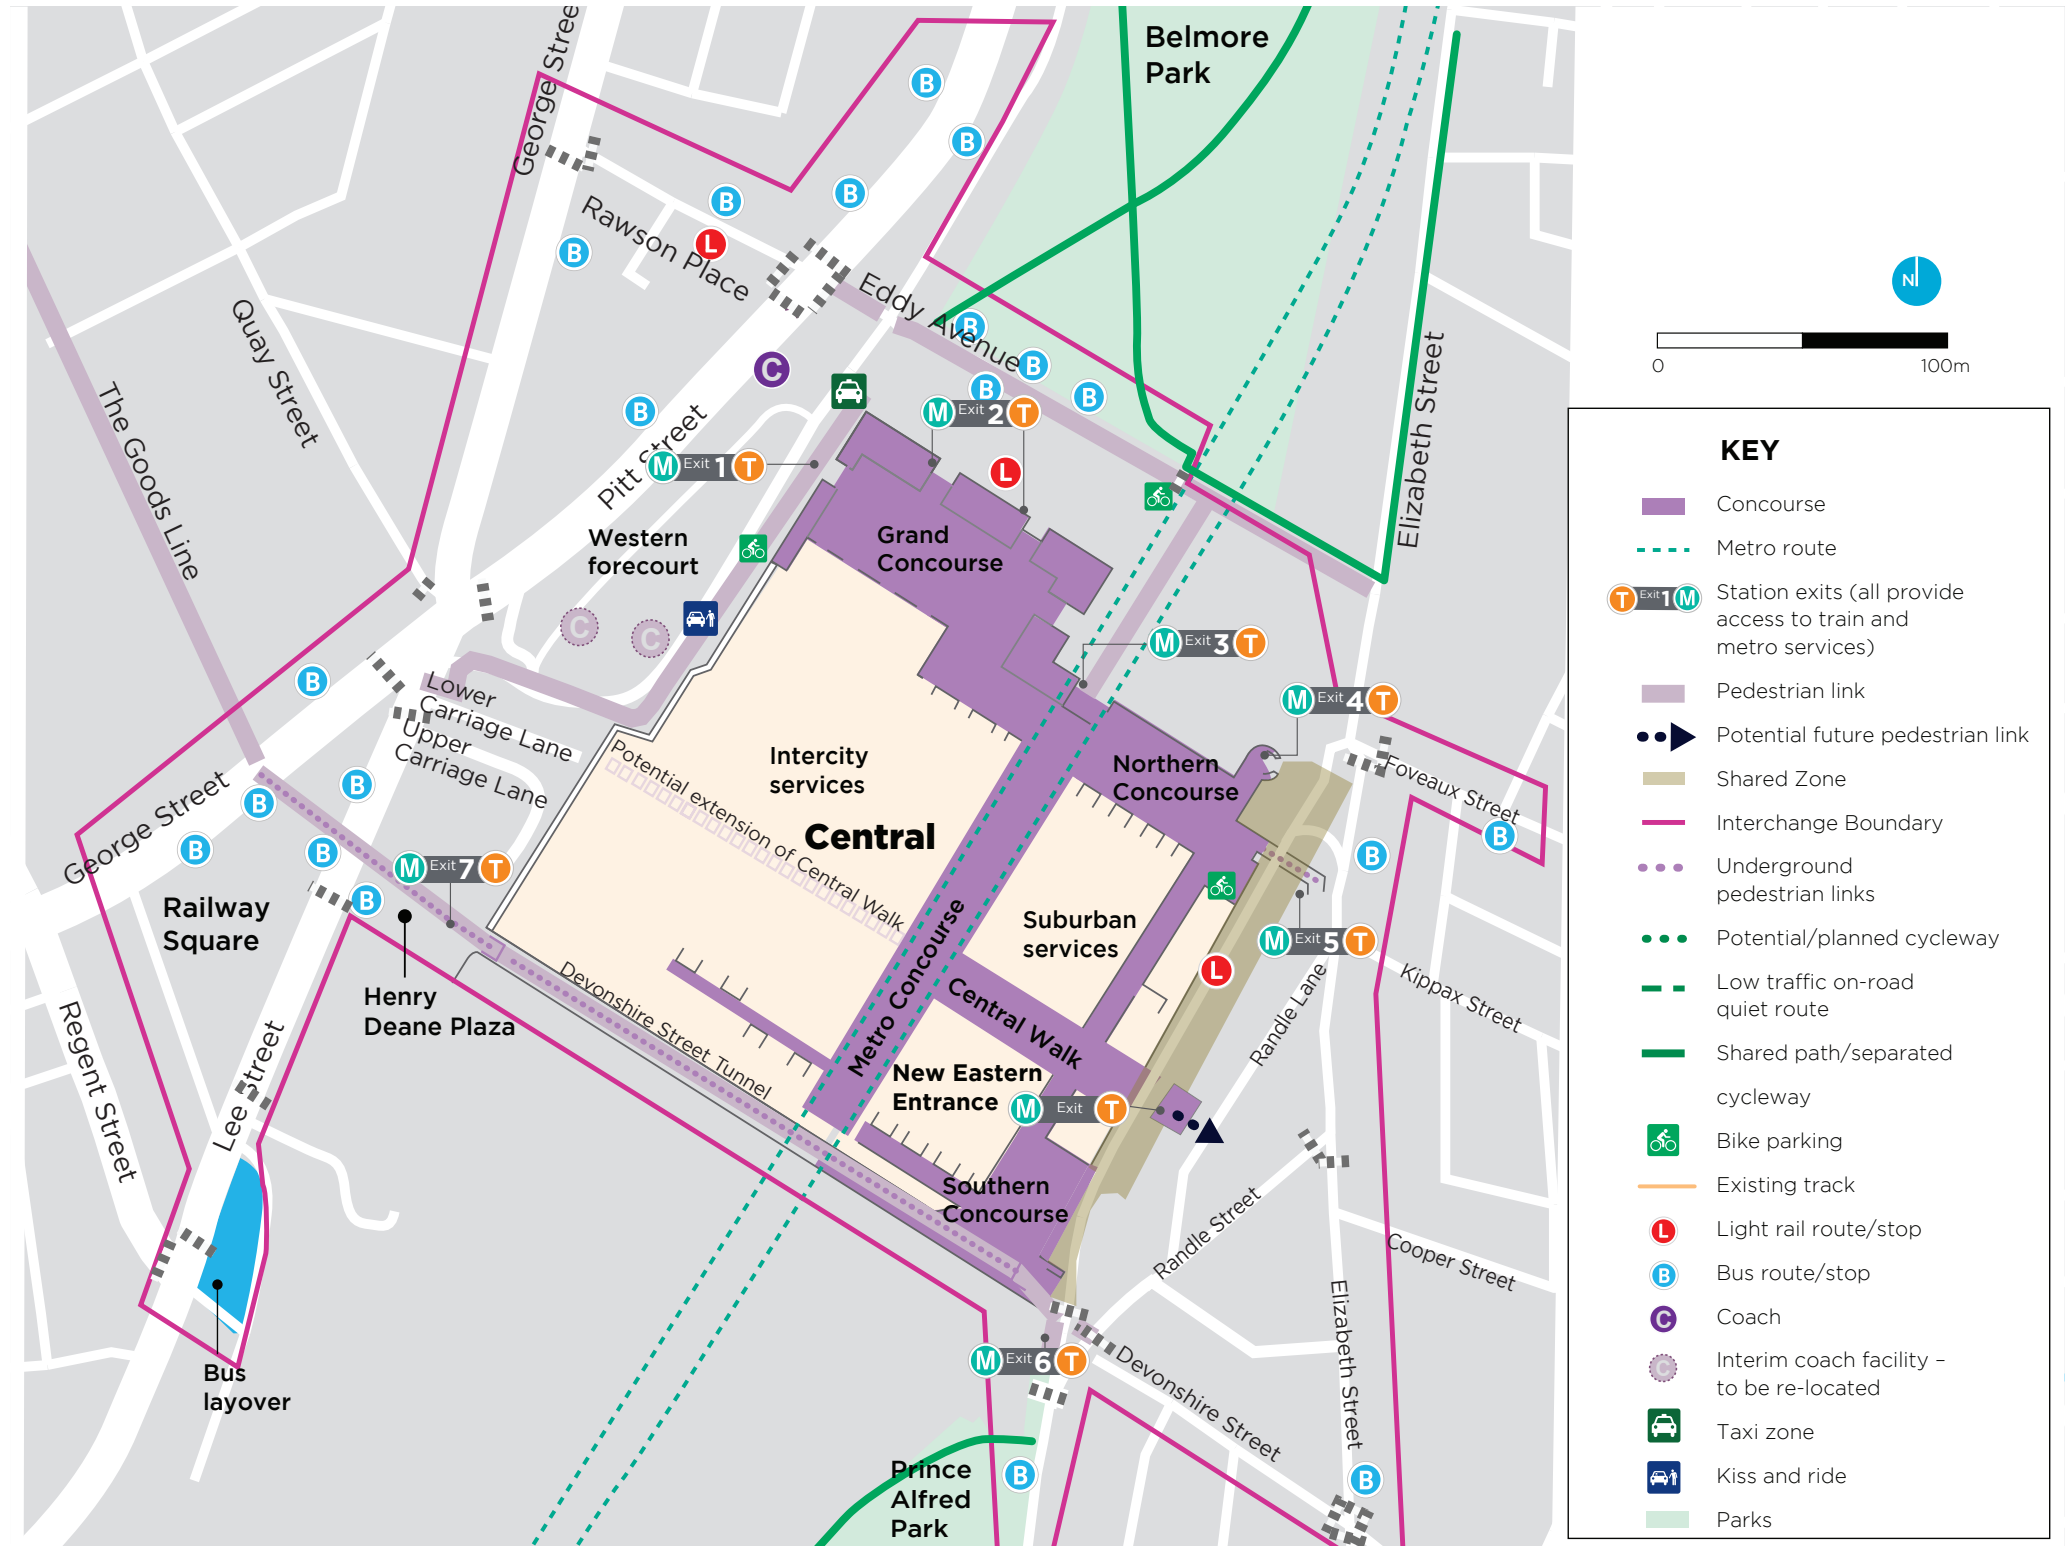 Belmore
Park
George Street
Rawson Place
B
B
B
B
B
L
Eddy Avenue
B
B
B
B
Quay Street
The Goods Line
C
B
Pitt Street
M Exit 1 T
M Exit 2 T
L
Elizabeth Street
Western
forecourt
Grand
Concourse
C
C
M Exit 3 T
M Exit 4 T
B
Lower
Carriage Lane
Upper
Carriage Lane
Foveaux Street
B
B
George Street
B
B
B
B
B
Railway
Square
M Exit 7 T
Henry
Deane Plaza
Intercity
services
Potential extension of Central Walk
Central
Northern
Concourse
Suburban
services
M Exit 5 T
L
Kippax Street
Randle Lane
Metro Concourse
Central Walk
Devonshire Street Tunnel
New Eastern
Entrance
M Exit T
Southern
Concourse
Regent Street
Lee Street
Bus
layover
Randle Street
Cooper Street
Elizabeth Street
M Exit 6 T
Devonshire Street
Prince
Alfred
Park
B
B
N
0 100m
KEY
Concourse
Metro route
T Exit 1 M
Station exits (all provide
access to train and
metro services)
Pedestrian link
Potential future pedestrian link
Shared Zone
Interchange Boundary
Underground
pedestrian links
Potential/planned cycleway
Low traffic on-road
quiet route
Shared path/separated
cycleway
Bike parking
Existing track
L Light rail route/stop
B Bus route/stop
C Coach
C Interim coach facility –
to be re-located
Taxi zone
Kiss and ride
Parks